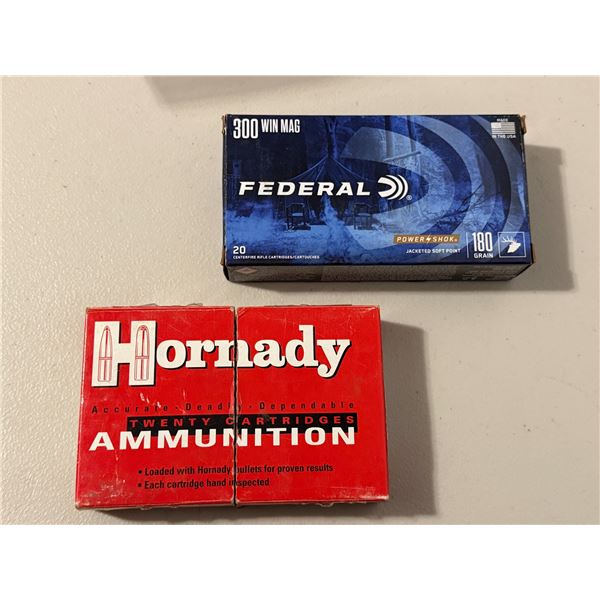 300 WIN MAG
MADE
IN THE USA
FEDERAL®
20
CENTERFIRE RIFLE CARTRIDGES/CARTOUCHES
POWER SHOK®
JACKETED SOFT POINT
180
GRAIN
Hornady
Accurate · Deadly · Dependable
TWENTY CARTRIDGES
AMMUNITION
• Loaded with Hornady bullets for proven results
• Each cartridge hand inspected